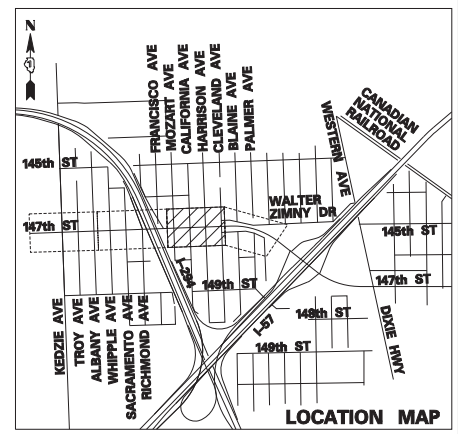 N
FRANCISCO AVE
MOZART AVE
CALIFORNIA AVE
HARRISON AVE
CLEVELAND AVE
BLAINE AVE
PALMER AVE
WESTERN AVE
CANADIAN
NATIONAL
RAILROAD
145th ST
147th ST
WALTER
ZIMNY DR
145th ST
147th ST
I-294
149th ST
I-57
148th ST
149th ST
DIXIE HWY
KEDZIE AVE
TROY AVE
ALBANY AVE
WHIPPLE AVE
SACRAMENTO AVE
RICHMOND AVE
LOCATION MAP